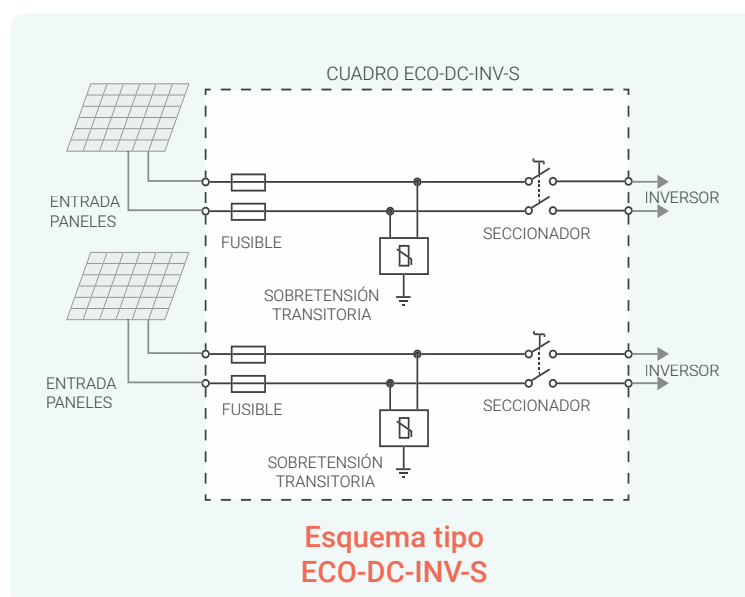 CUADRO ECO-DC-INV-S
ENTRADA
PANELES
FUSIBLE
SOBRETENSIÓN
TRANSITORIA
SECCIONADOR
INVERSOR
ENTRADA
PANELES
FUSIBLE
SOBRETENSIÓN
TRANSITORIA
SECCIONADOR
INVERSOR
Esquema tipo
ECO-DC-INV-S